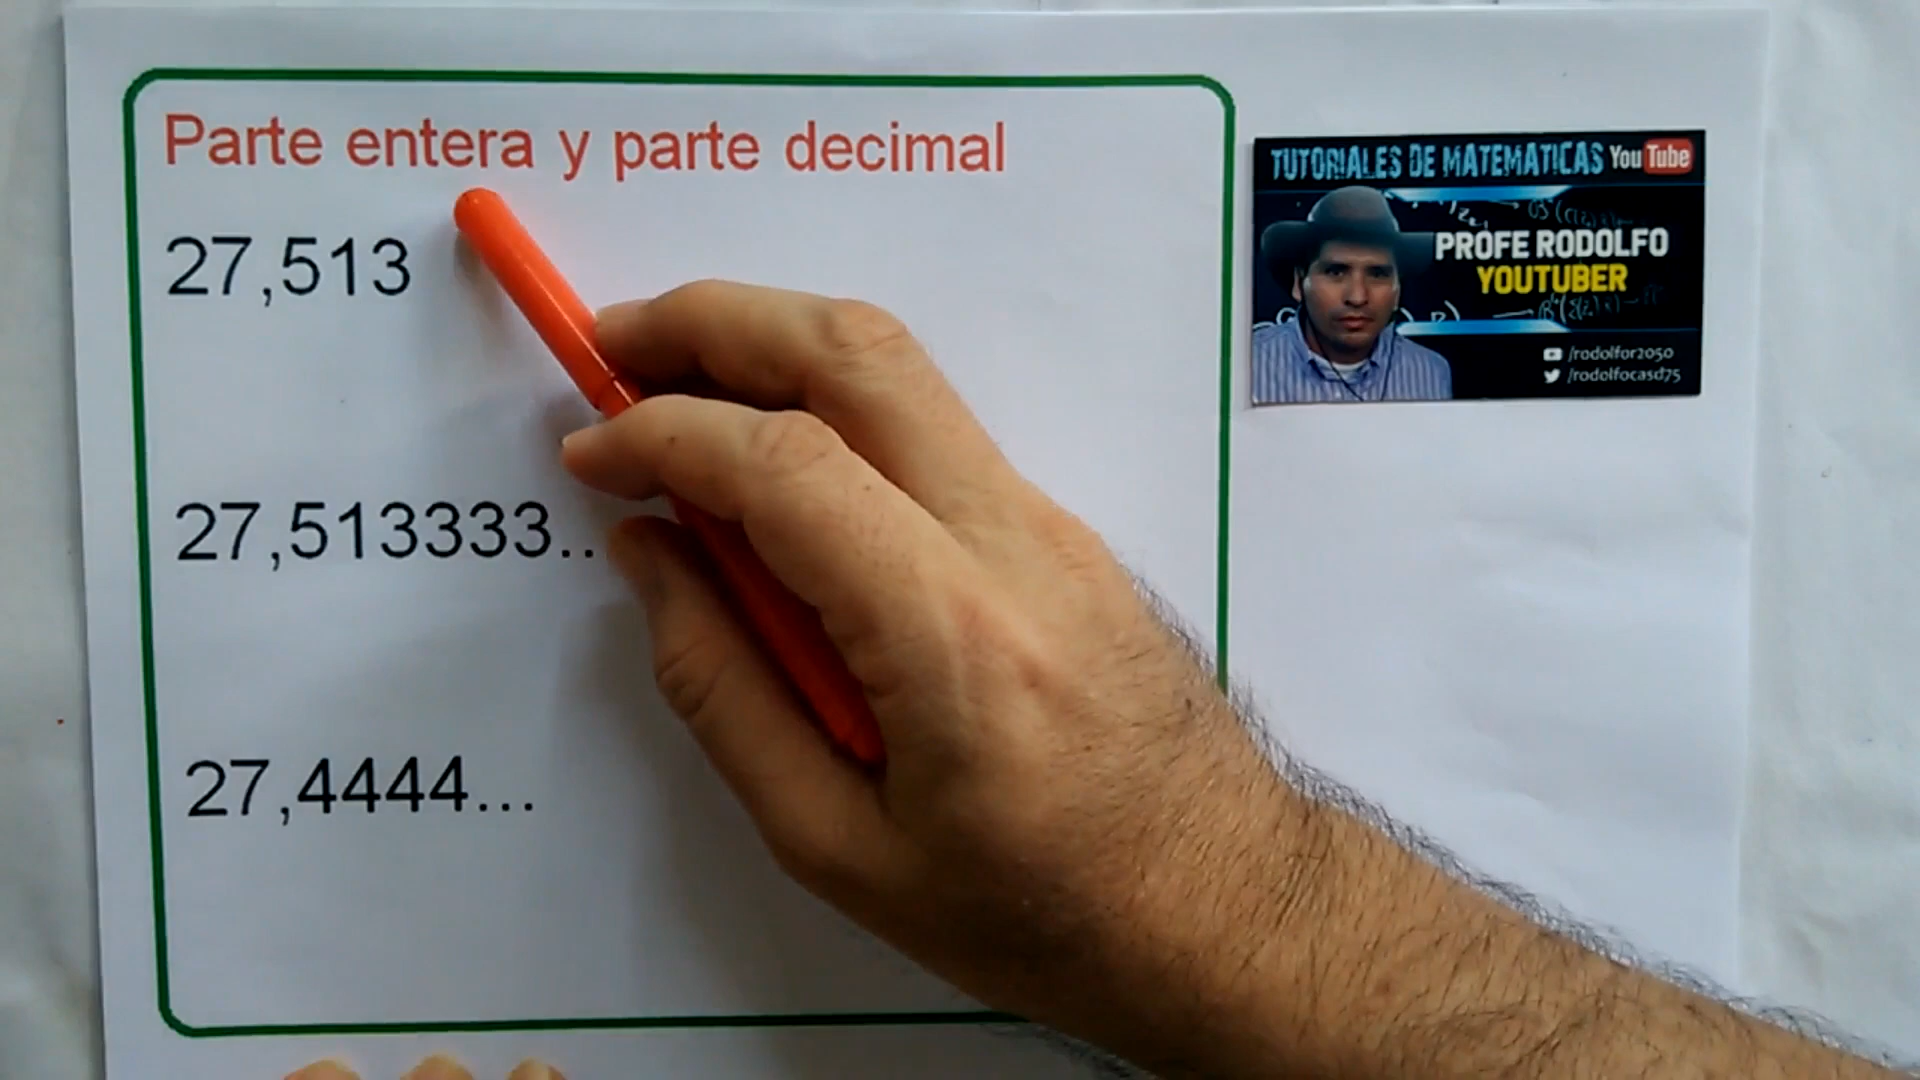 Parte entera y parte decimal
27,513
27,513333..
27,4444...
TUTORIALES DE MATEMATICAS YouTube
PROFE RODOLFO
YOUTUBER
/rodolfor2050
/rodolfocasd75